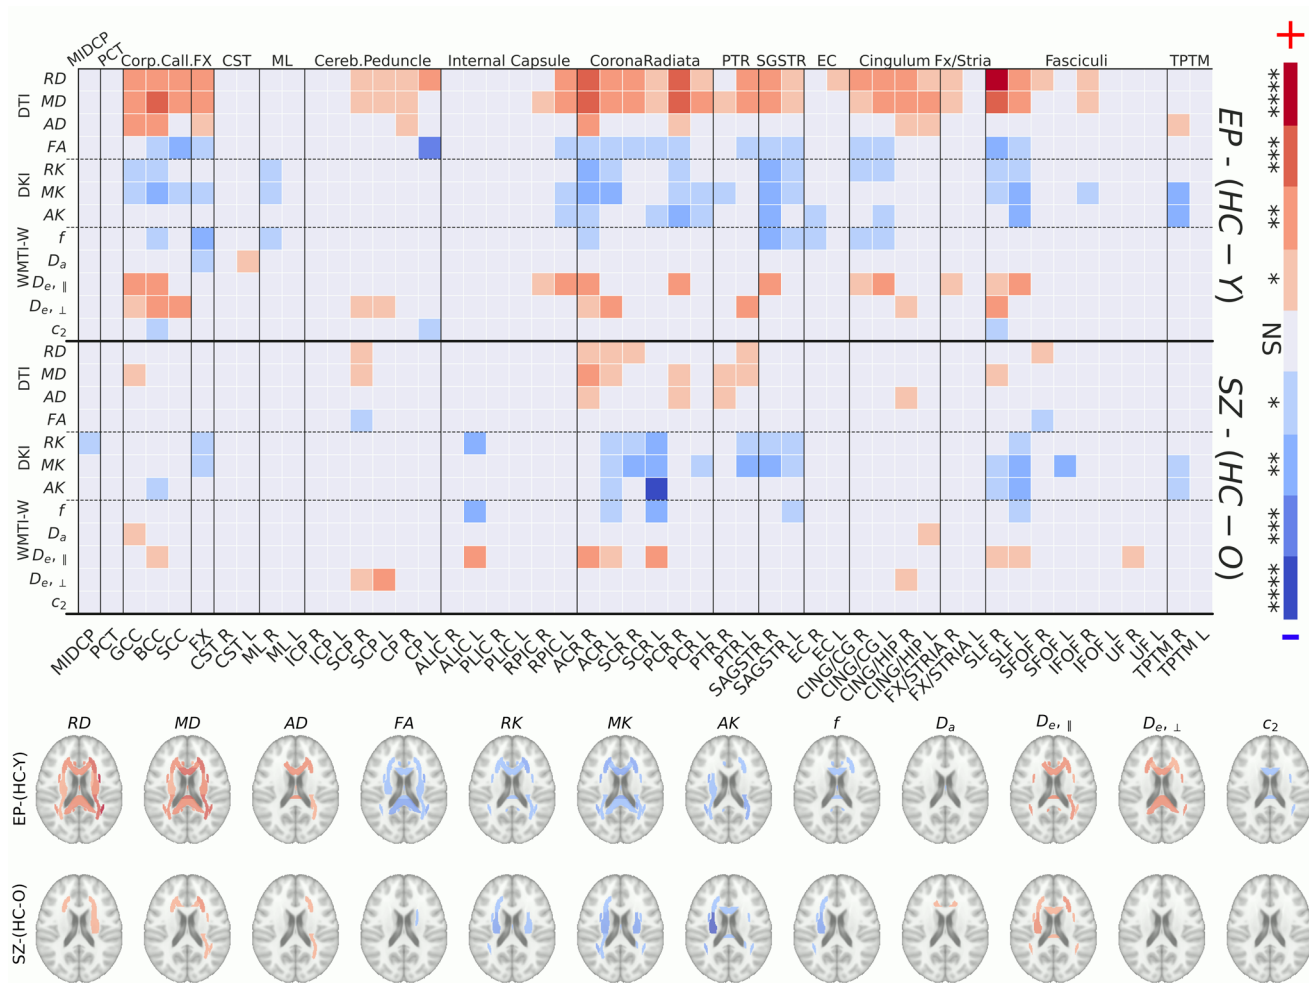 MIDCP PCT Corp.Call. FX CST ML Cereb.Peduncle Internal Capsule CoronaRadiata PTR SGSTR EC Cingulum Fx/Stria Fasciculi TPTM
+
DTI
RD
MD
AD
FA
DKI
RK
MK
AK
WMTI-W
f
Da
De, ∥
De, ⊥
c2
EP - (HC − Y)
DTI
RD
MD
AD
FA
DKI
RK
MK
AK
WMTI-W
f
Da
De, ∥
De, ⊥
c2
SZ - (HC − O)
****
***
**
*
NS
*
**
***
****
−
MIDCP PCT GCC BCC SCC FX CST R CST L ML R ML L ICP R ICP L SCP R SCP L CP R CP L ALIC R ALIC L PLIC R PLIC L RPIC R RPIC L ACR R ACR L SCR R SCR L PCR R PCR L PTR R PTR L SAGSTR R SAGSTR L EC R EC L CING/CG R CING/CG L CING/HIP R CING/HIP L FX/STRIA R FX/STRIA L SLF R SLF L SFOF R SFOF L IFOF R IFOF L UF R UF L TPTM R TPTM L
RD MD AD FA RK MK AK f Da De, ∥ De, ⊥ c2
EP-(HC-Y)
SZ-(HC-O)